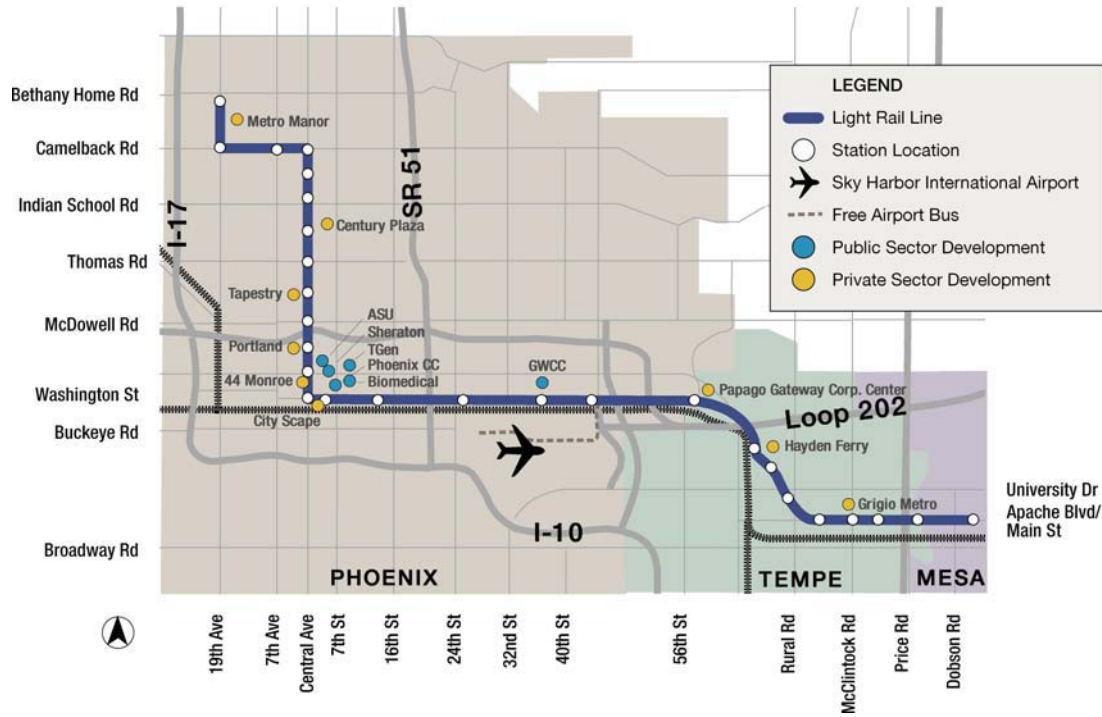 Bethany Home Rd
Camelback Rd
Indian School Rd
Thomas Rd
McDowell Rd
Washington St
Buckeye Rd
Broadway Rd
I-17
SR 51
Metro Manor
Century Plaza
Tapestry
Portland
44 Monroe
City Scape
ASU
Sheraton
TGen
Phoenix CC
Biomedical
GWCC
Papago Gateway Corp. Center
Loop 202
Hayden Ferry
Grigio Metro
I-10
PHOENIX
TEMPE
MESA
LEGEND
Light Rail Line
Station Location
Sky Harbor International Airport
Free Airport Bus
Public Sector Development
Private Sector Development
University Dr
Apache Blvd/
Main St
19th Ave
7th Ave
Central Ave
7th St
16th St
24th St
32nd St
40th St
56th St
Rural Rd
McClintock Rd
Price Rd
Dobson Rd